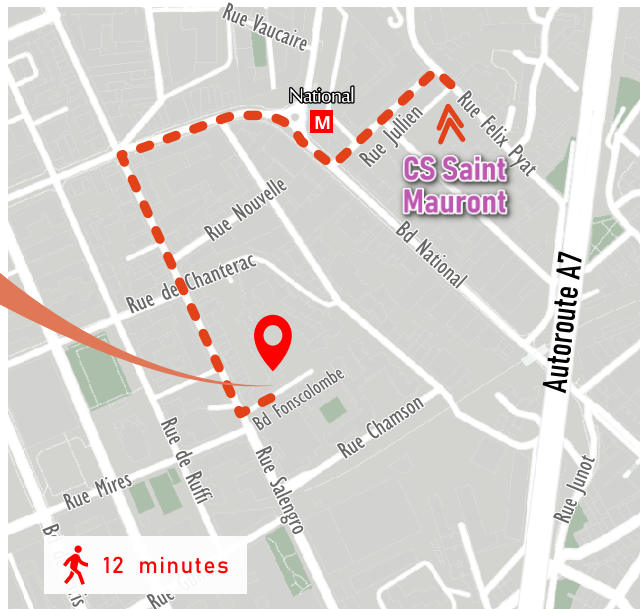 Rue Vaucaire
National
M
Rue Jullien
Rue Felix Pyat
CS Saint
Mauront
Rue Nouvelle
Bd National
Rue de Chanterac
Autoroute A7
Bd Fonscolombe
Rue Chamson
Rue de Ruffi
Rue Salengro
Rue Mires
Rue Junot
12 minutes
Rue